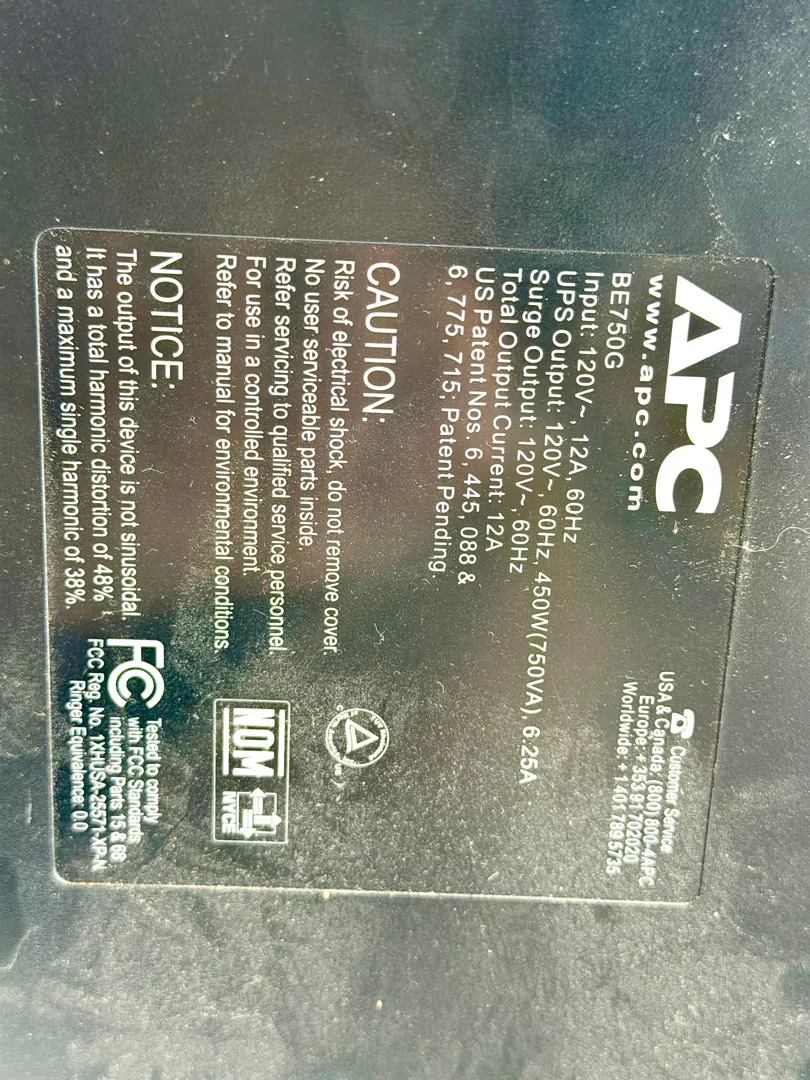 APC
www.apc.com
BE750G
Input: 120V~, 12A, 60Hz
UPS Output: 120V~, 60Hz, 450W(750VA), 6.25A
Surge Output: 120V~, 60Hz
Total Output Current: 12A
US Patent Nos. 6, 445, 088 &
6, 775, 715; Patent Pending.
Customer Service
USA & Canada: (800) 800-4APC
Europe: + 353 91 702020
Worldwide: + 1 401 789 5735
CAUTION:
Risk of electrical shock, do not remove cover.
No user serviceable parts inside.
Refer servicing to qualified service personnel.
For use in a controlled environment.
Refer to manual for environmental conditions.
NOM
NYCE
NOTICE:
The output of this device is not sinusoidal.
It has a total harmonic distortion of 48%
and a maximum single harmonic of 38%.
FC
Tested to comply
with FCC Standards
including Parts 15 & 68
FCC Reg. No. 1XHUSA-25571-XP-N
Ringer Equivalence: 0.0